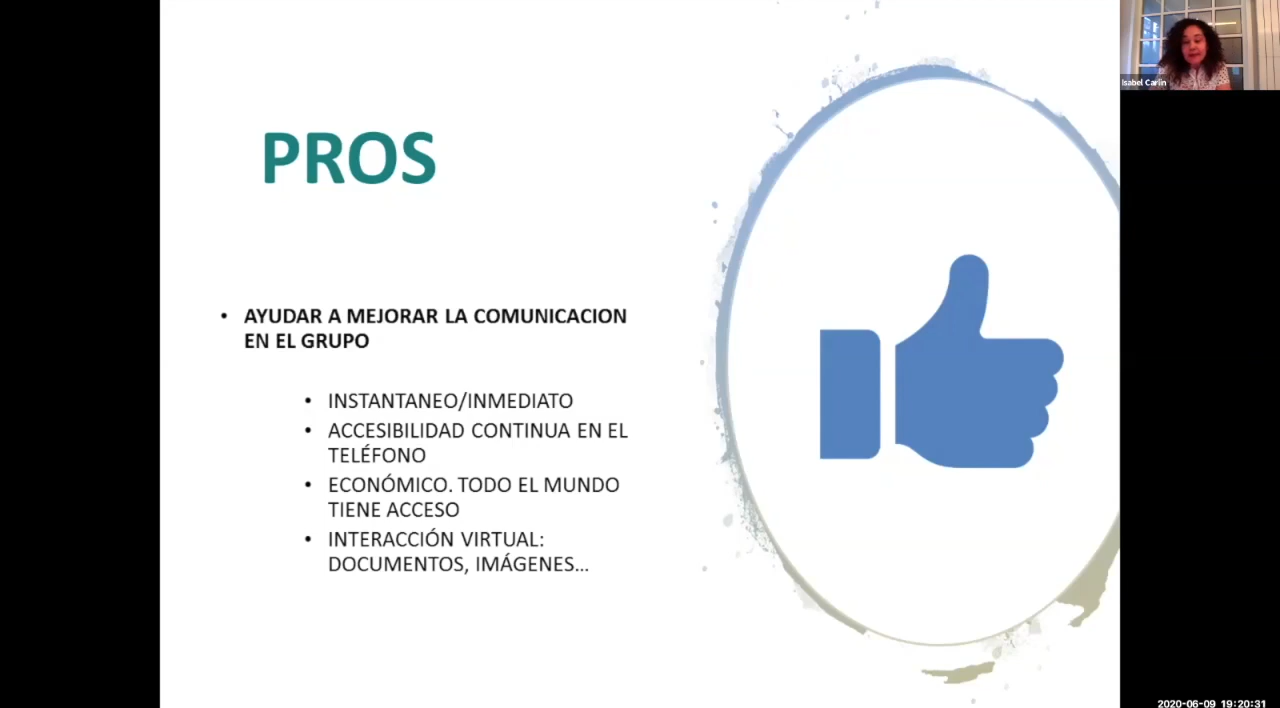 PROS
• AYUDAR A MEJORAR LA COMUNICACION
EN EL GRUPO
• INSTANTANEO/INMEDIATO
• ACCESIBILIDAD CONTINUA EN EL
TELÉFONO
• ECONÓMICO. TODO EL MUNDO
TIENE ACCESO
• INTERACCIÓN VIRTUAL:
DOCUMENTOS, IMÁGENES...
Isabel Carlin
2020-06-09 19:20:31